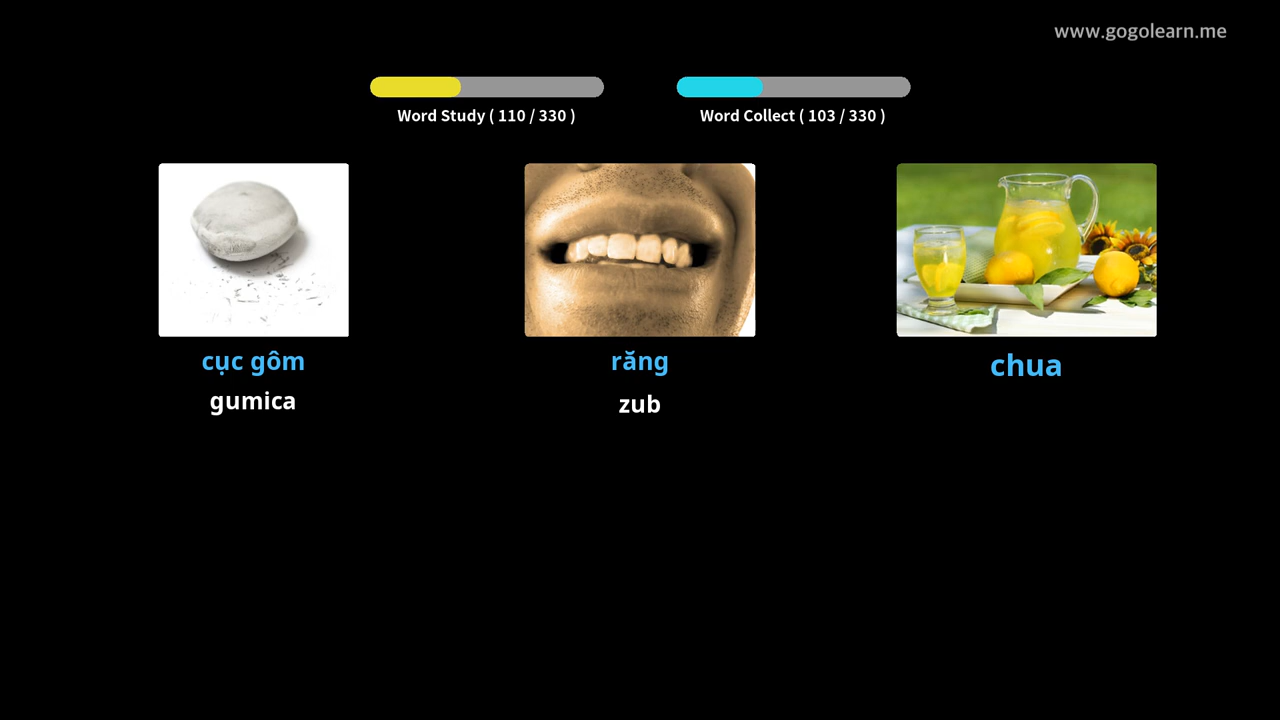 www.gogolearn.me
Word Study ( 110 / 330 )
Word Collect ( 103 / 330 )
cục gôm
răng
chua
gumica
zub